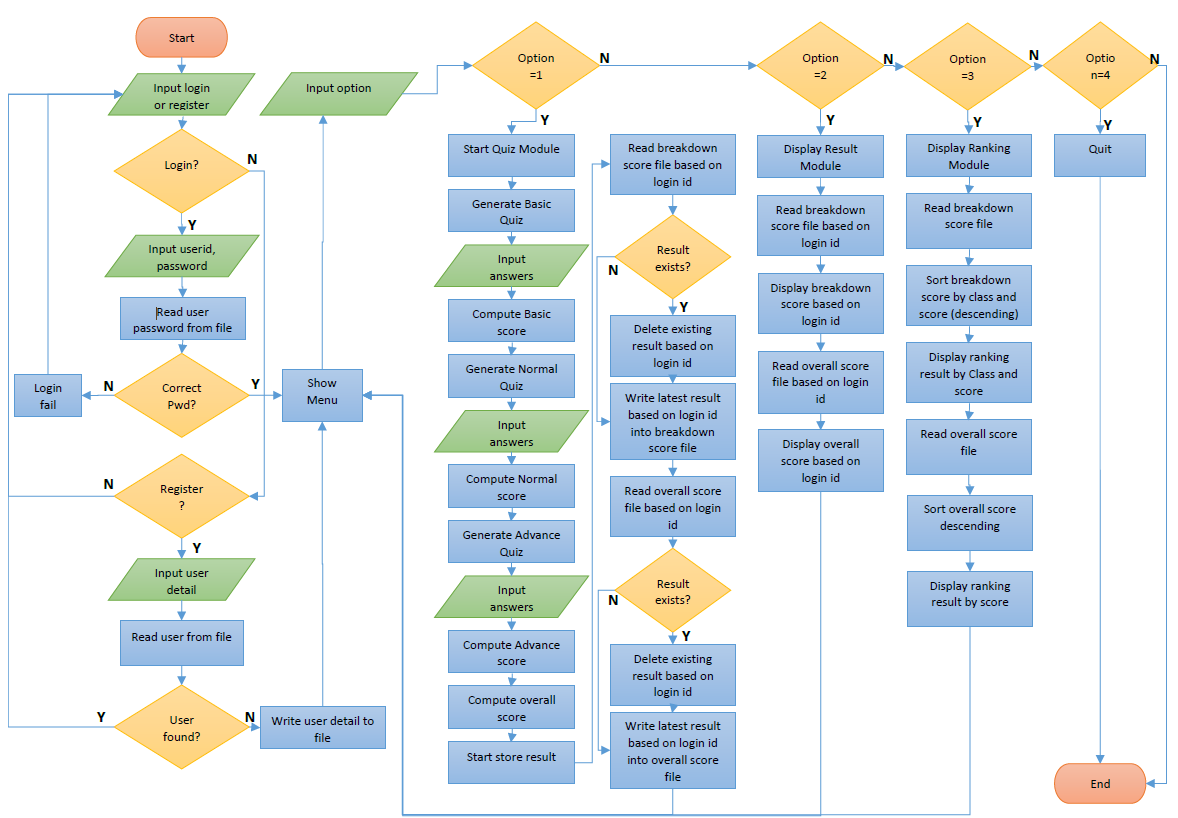 Start
Input login
or register
Login?
N
Y
Input userid,
password
Read user
password from file
Correct
Pwd?
N
Y
Login
fail
Show
Menu
Register
?
N
Y
Input user
detail
Read user from file
User
found?
Y
N
Write user detail to
file
Input option
Option
=1
N
Y
Start Quiz Module
Generate Basic
Quiz
Input
answers
Compute Basic
score
Generate Normal
Quiz
Input
answers
Compute Normal
score
Generate Advance
Quiz
Input
answers
Compute Advance
score
Compute overall
score
Start store result
Read breakdown
score file based on
login id
Result
exists?
N
Y
Delete existing
result based on
login id
Write latest result
based on login id
into breakdown
score file
Read overall score
file based on login
id
Result
exists?
N
Y
Delete existing
result based on
login id
Write latest result
based on login id
into overall score
file
Option
=2
N
Y
Display Result
Module
Read breakdown
score file based on
login id
Display breakdown
score based on
login id
Read overall score
file based on login
id
Display overall
score based on
login id
Option
=3
N
Y
Display Ranking
Module
Read breakdown
score file
Sort breakdown
score by class and
score (descending)
Display ranking
result by Class and
score
Read overall score
file
Sort overall score
descending
Display ranking
result by score
Optio
n=4
N
Y
Quit
End